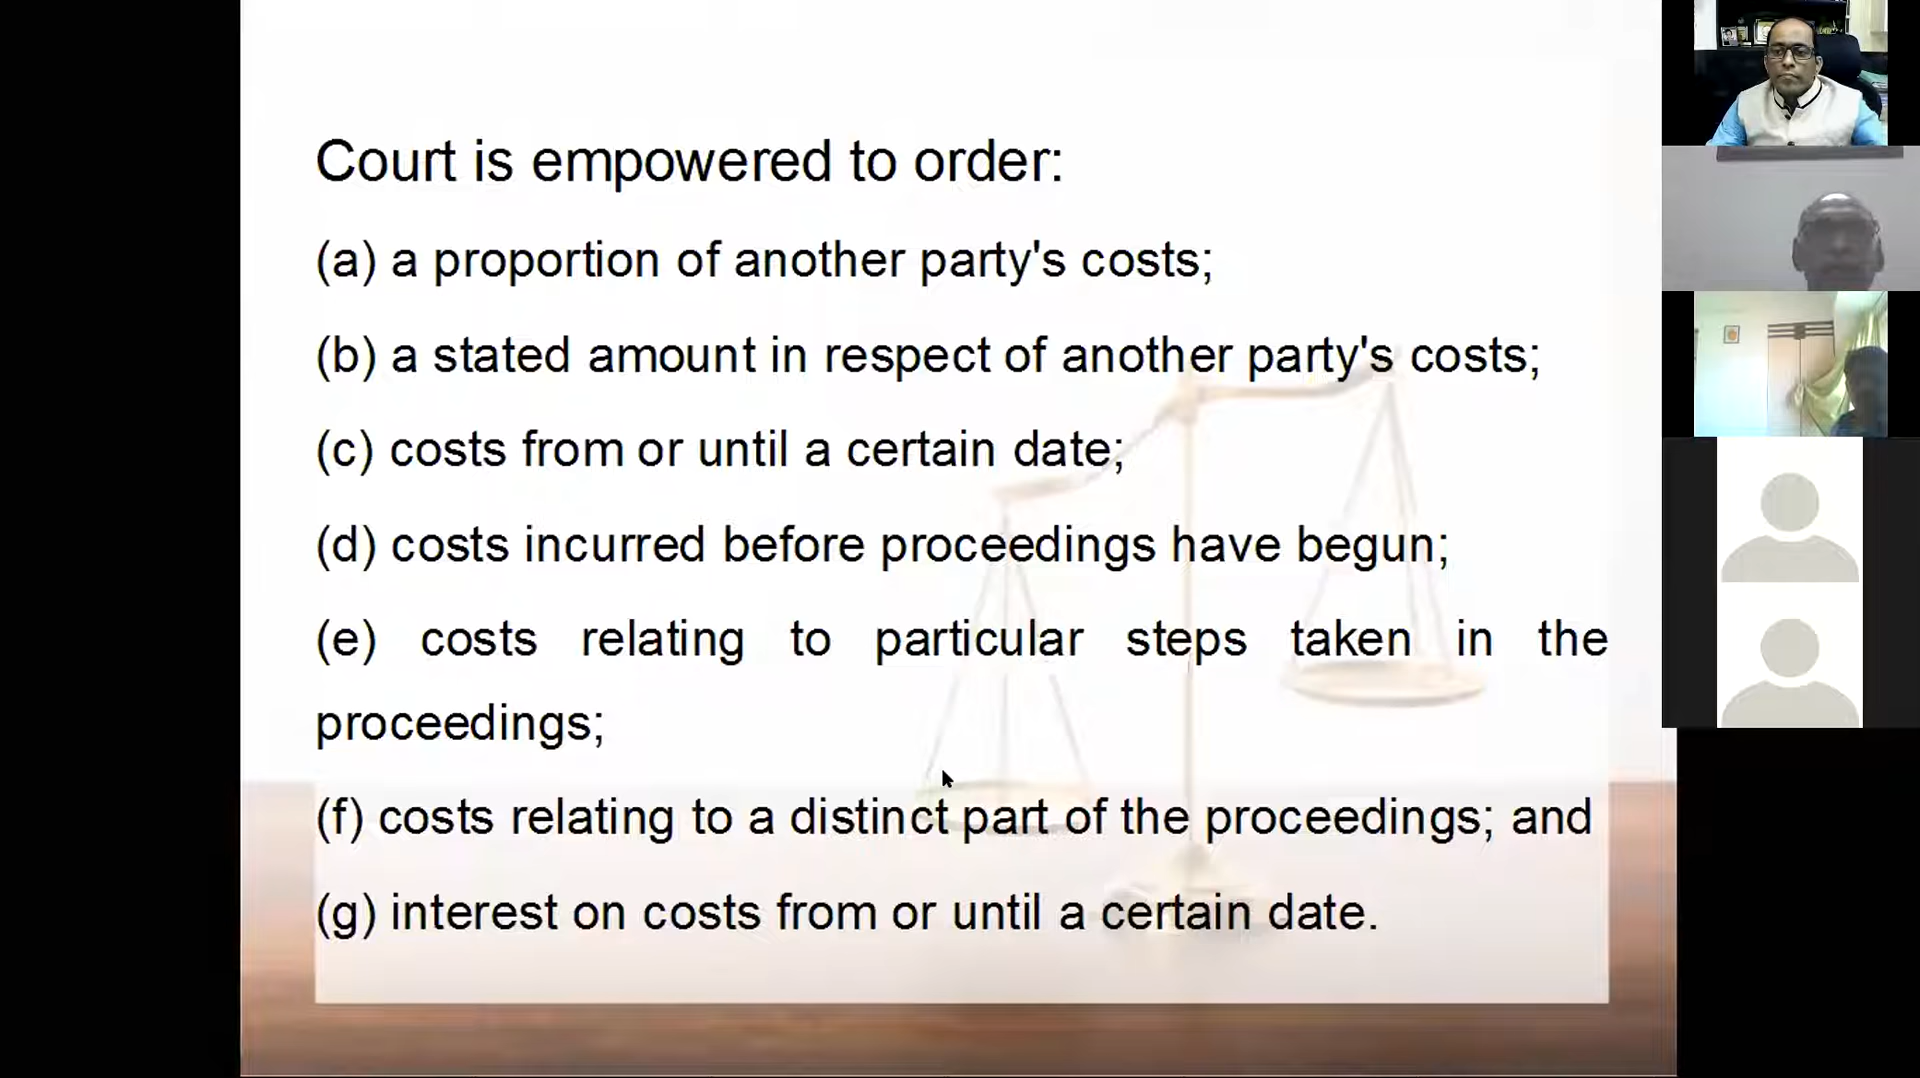 Court is empowered to order:
(a) a proportion of another party's costs;
(b) a stated amount in respect of another party's costs;
(c) costs from or until a certain date;
(d) costs incurred before proceedings have begun;
(e) costs relating to particular steps taken in the
proceedings;
(f) costs relating to a distinct part of the proceedings; and
(g) interest on costs from or until a certain date.